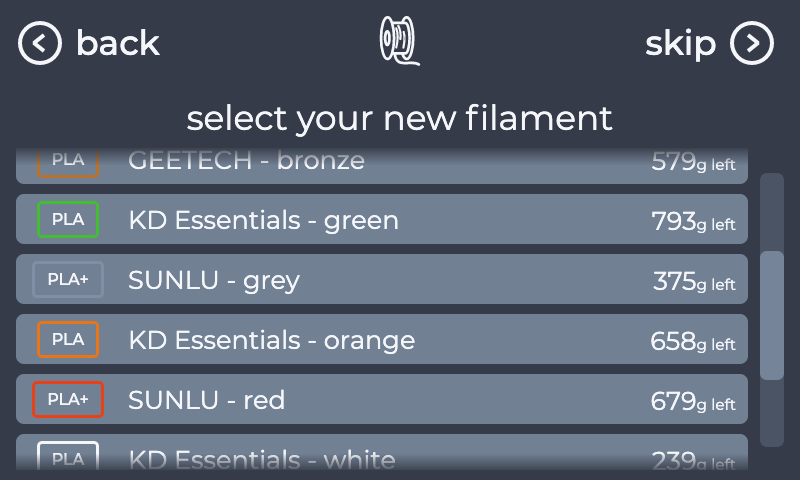 back
skip
select your new filament
PLA GEETECH - bronze 579g left
PLA KD Essentials - green 793g left
PLA+ SUNLU - grey 375g left
PLA KD Essentials - orange 658g left
PLA+ SUNLU - red 679g left
PLA KD Essentials - white 239g left